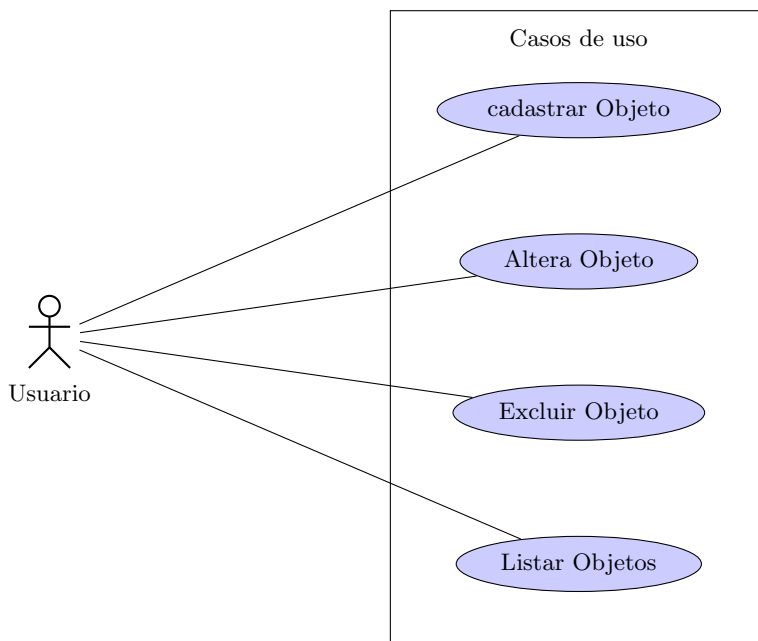 Casos de uso
cadastrar Objeto
Altera Objeto
Excluir Objeto
Usuario
Listar Objetos